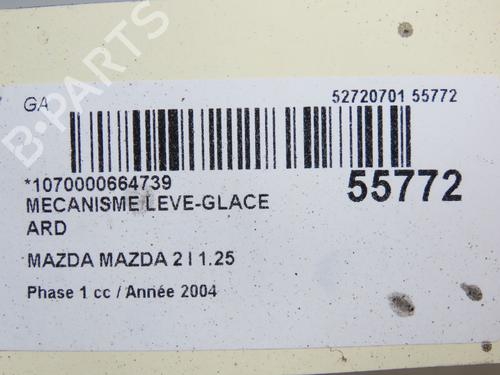 GA
52720701 55772
*1070000664739
55772
MECANISME LEVE-GLACE
ARD
MAZDA MAZDA 2 I 1.25
Phase 1 cc / Année 2004
B-PARTS